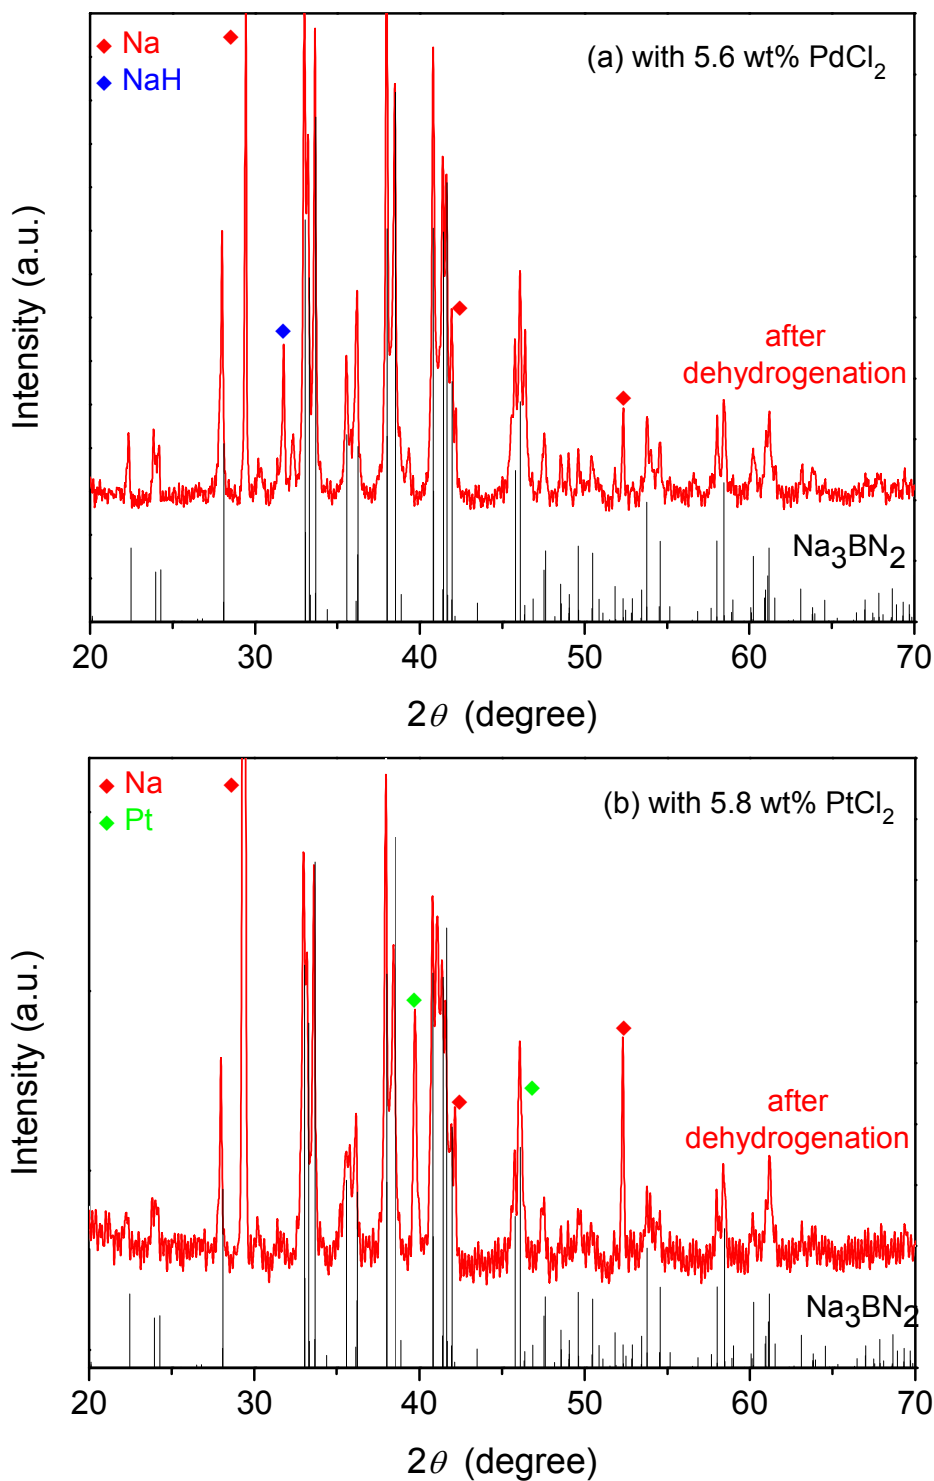 Na
NaH
(a) with 5.6 wt% PdCl₂
Intensity (a.u.)
after
dehydrogenation
Na₃BN₂
20 30 40 50 60 70
2θ (degree)
Na
Pt
(b) with 5.8 wt% PtCl₂
Intensity (a.u.)
after
dehydrogenation
Na₃BN₂
20 30 40 50 60 70
2θ (degree)